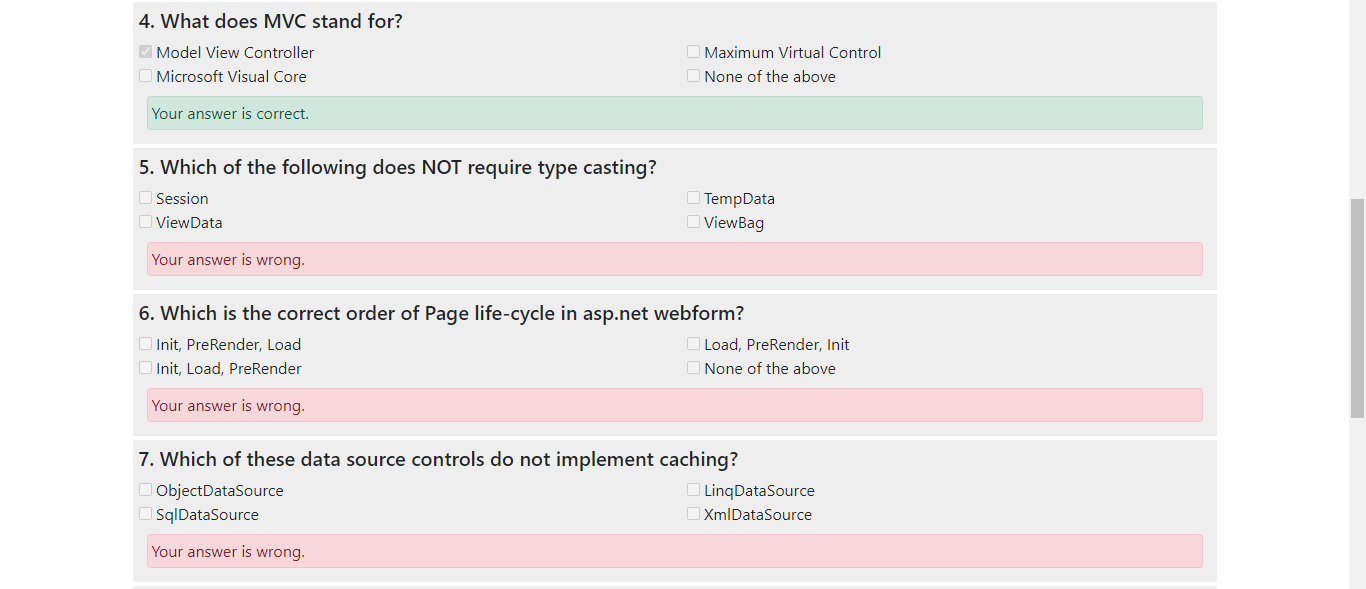 4. What does MVC stand for?
Model View Controller
Maximum Virtual Control
Microsoft Visual Core
None of the above
Your answer is correct.
5. Which of the following does NOT require type casting?
Session
TempData
ViewData
ViewBag
Your answer is wrong.
6. Which is the correct order of Page life-cycle in asp.net webform?
Init, PreRender, Load
Load, PreRender, Init
Init, Load, PreRender
None of the above
Your answer is wrong.
7. Which of these data source controls do not implement caching?
ObjectDataSource
LinqDataSource
SqlDataSource
XmlDataSource
Your answer is wrong.